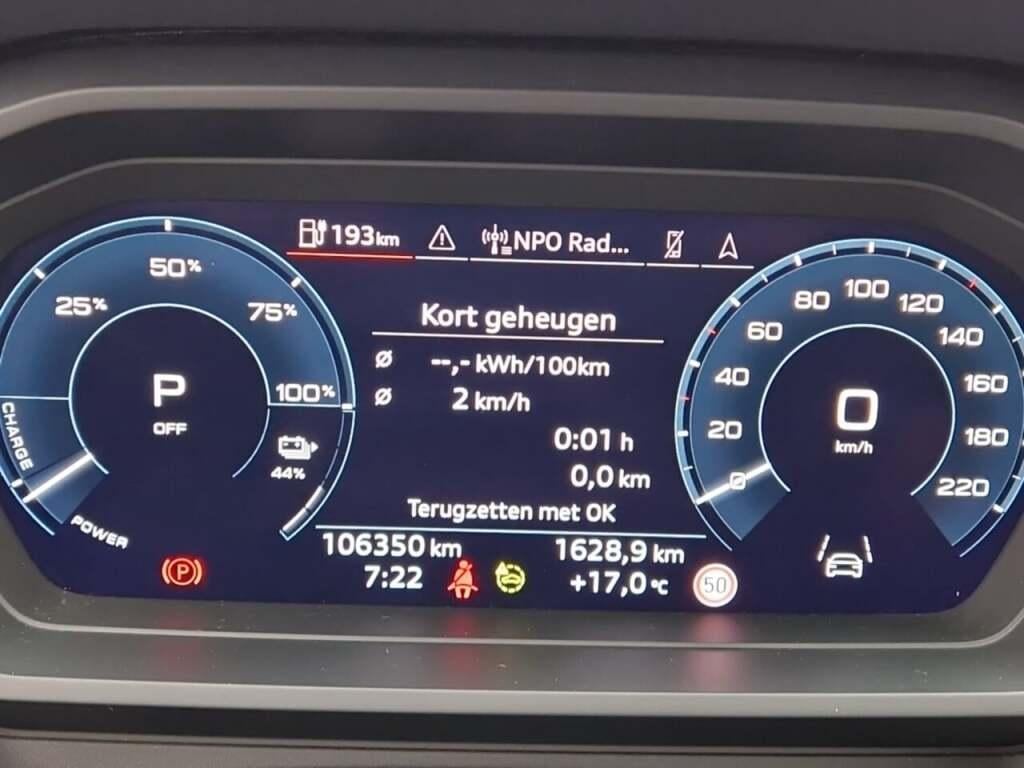 193km NPO Rad...
25% 50% 75% 100%
P
OFF
44%
CHARGE
POWER
Kort geheugen
Ø --,- kWh/100km
Ø 2 km/h
0:01 h
0,0 km
Terugzetten met OK
106350 km 1628,9 km
7:22 +17,0 °C
P
50
0 20 40 60 80 100 120 140 160 180 220
0
km/h